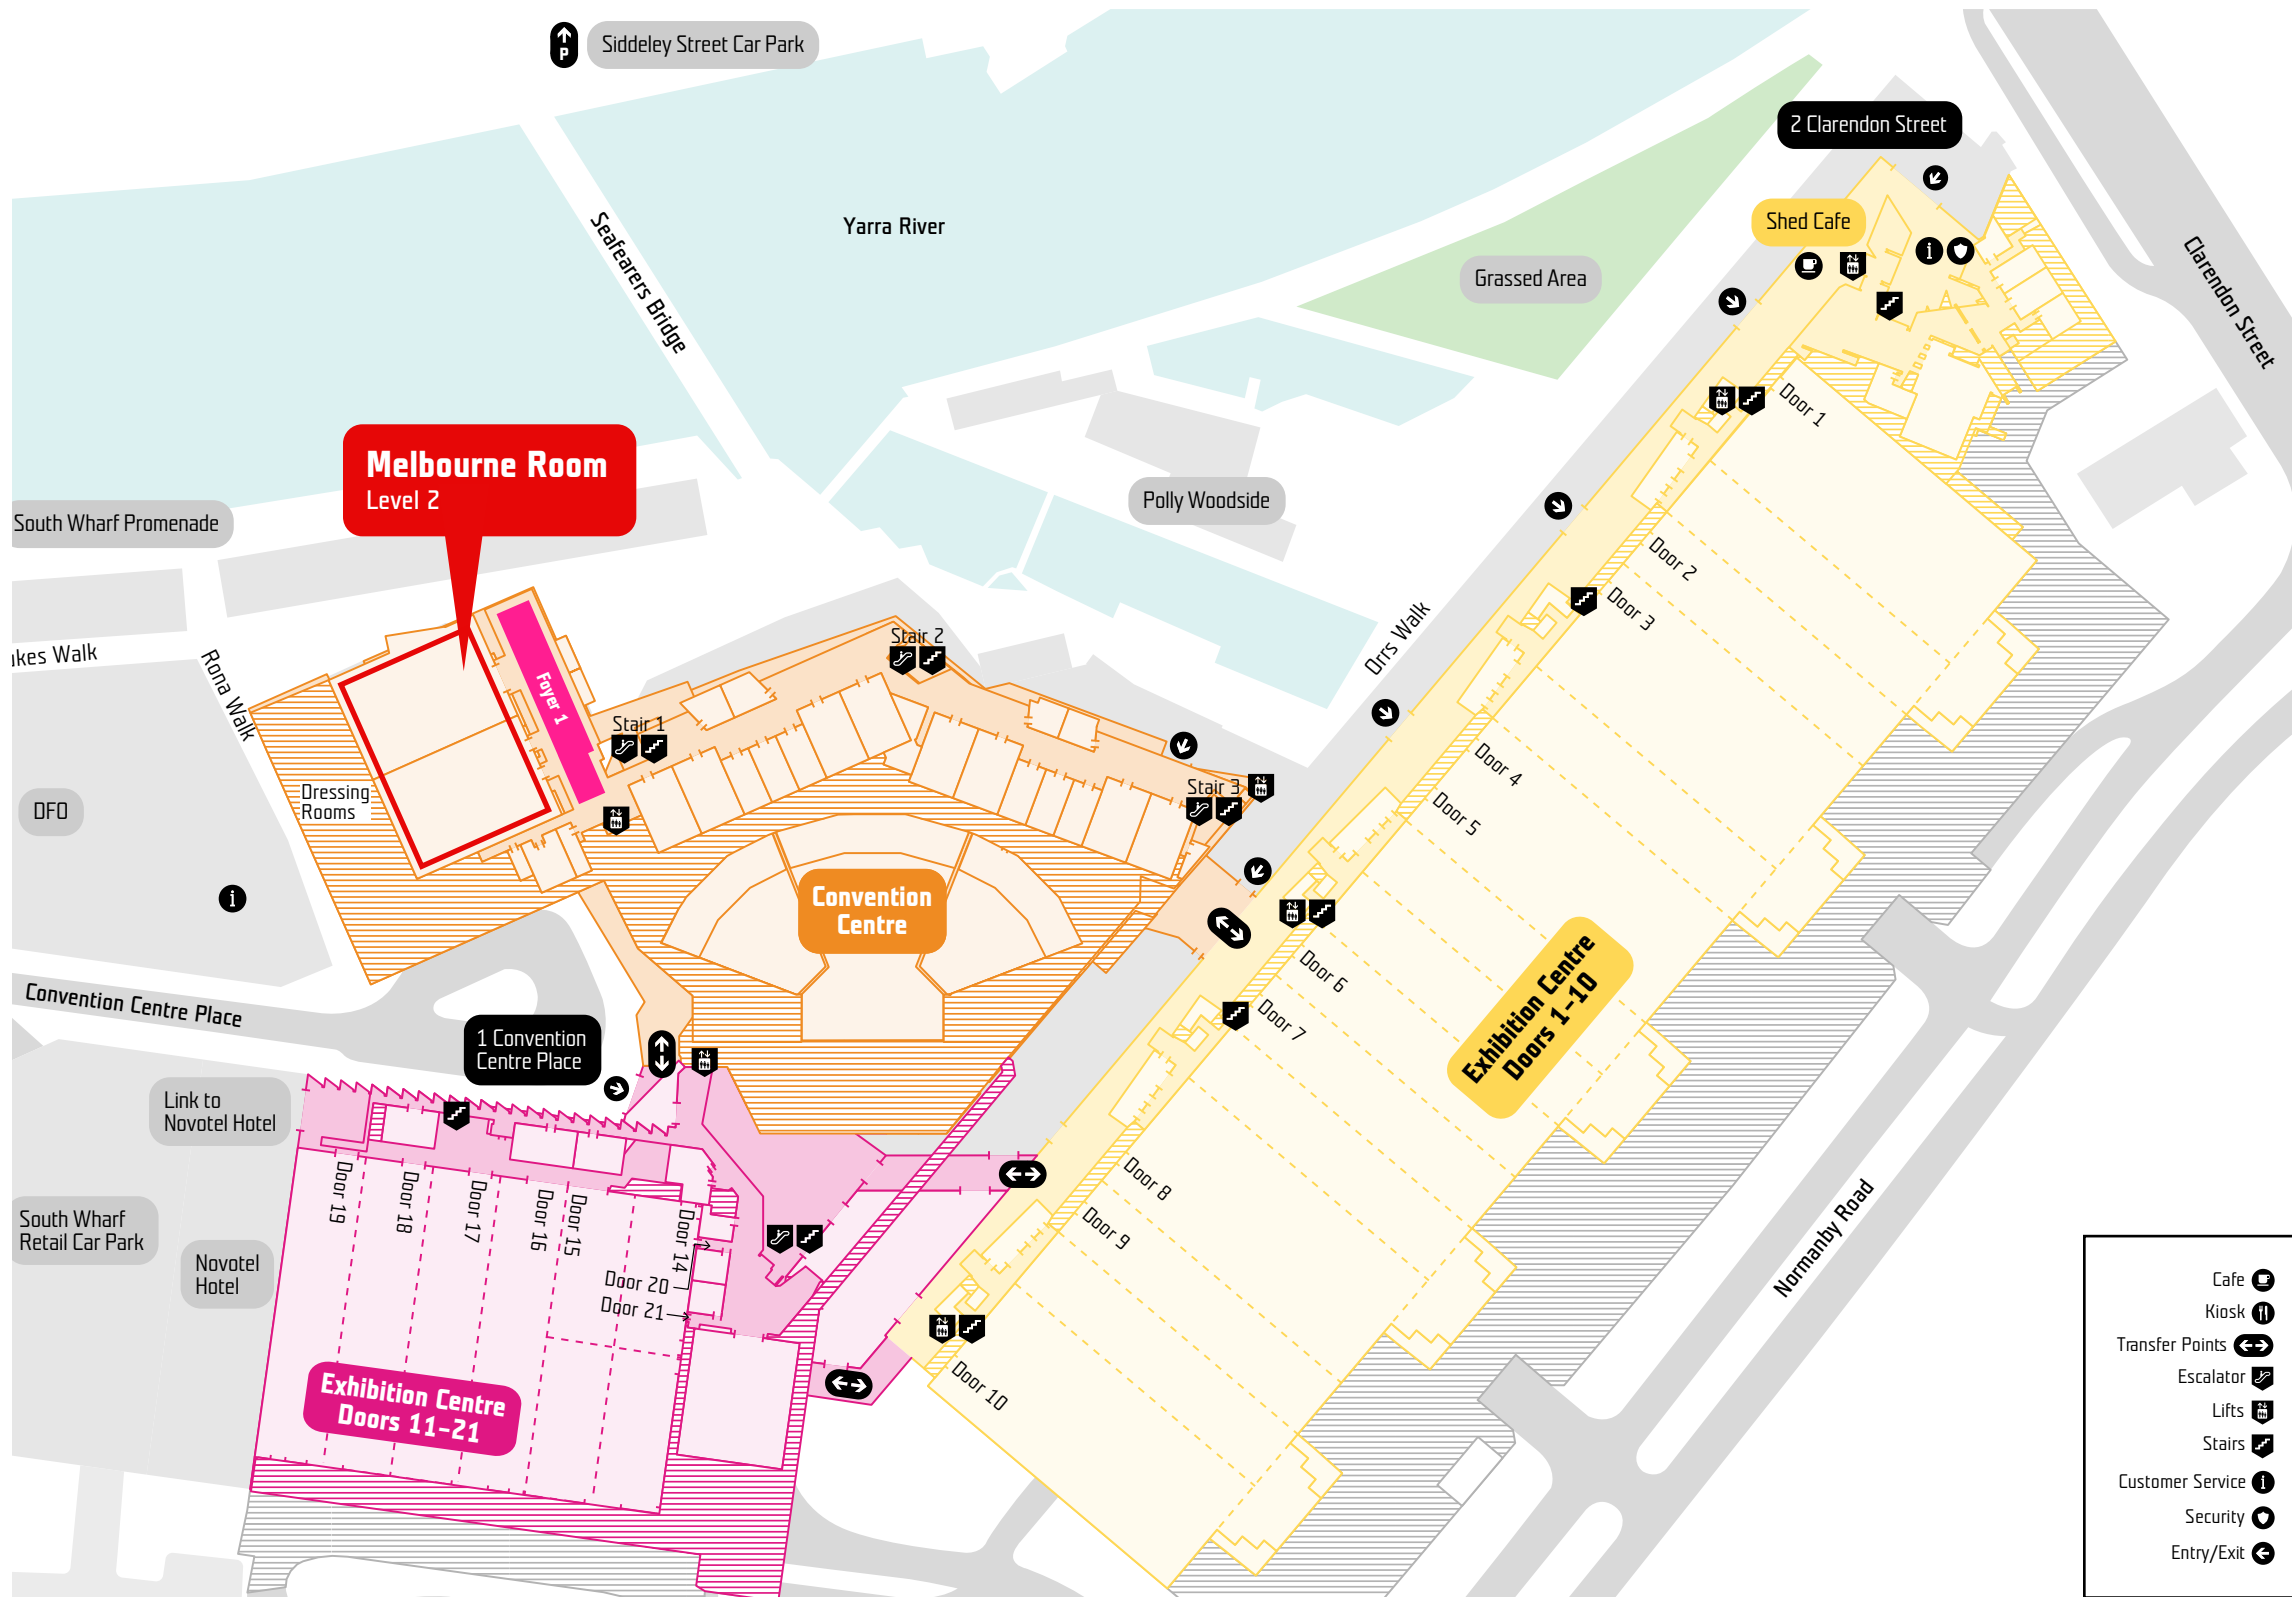 P
Siddeley Street Car Park
2 Clarendon Street
Shed Cafe
Yarra River
Seafearers Bridge
Grassed Area
Clarendon Street
Melbourne Room
Level 2
South Wharf Promenade
Polly Woodside
Door 1
Door 2
Door 3
Orrs Walk
Stair 2
Rona Walk
Foyer 1
Stair 1
Stair 3
Door 4
Door 5
Dressing
Rooms
DFO
Convention
Centre
Door 6
Door 7
Exhibition Centre
Doors 1-10
Convention Centre Place
1 Convention
Centre Place
Link to
Novotel Hotel
Door 19
Door 18
Door 17
Door 16
Door 15
Door 14
Door 20
Door 21
Door 8
Door 9
Door 10
South Wharf
Retail Car Park
Novotel
Hotel
Normanby Road
Exhibition Centre
Doors 11-21
Cafe
Kiosk
Transfer Points
Escalator
Lifts
Stairs
Customer Service
Security
Entry/Exit